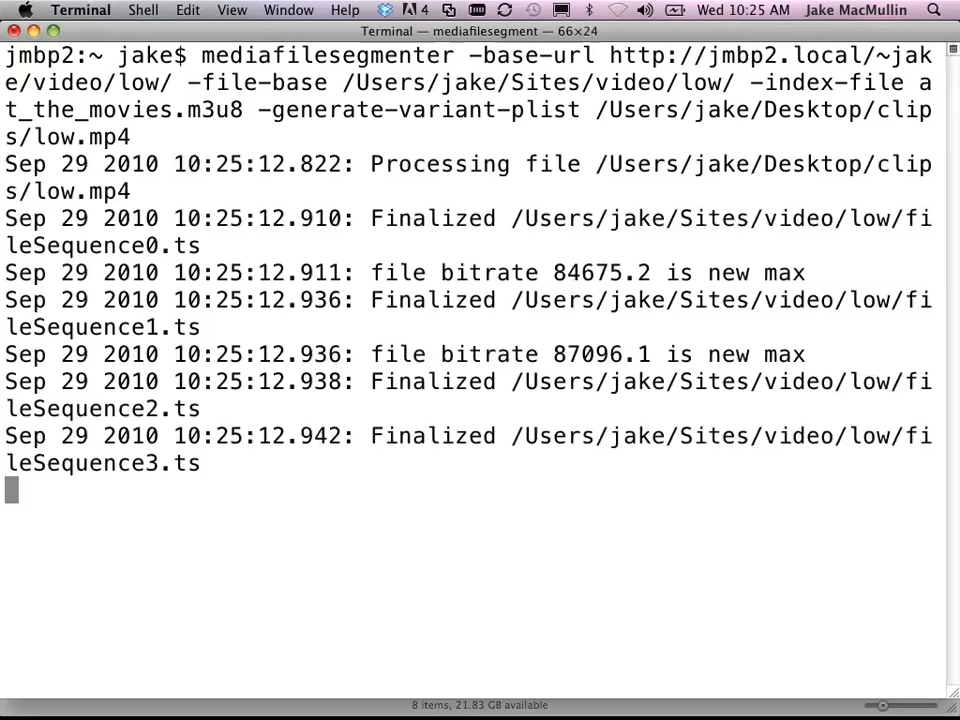 Terminal Shell Edit View Window Help 4 Wed 10:25 AM Jake MacMullin
Terminal — mediafilesegment — 66×24
jmbp2:~ jake$ mediafilesegmenter -base-url http://jmbp2.local/~jak
e/video/low/ -file-base /Users/jake/Sites/video/low/ -index-file a
t_the_movies.m3u8 -generate-variant-plist /Users/jake/Desktop/clip
s/low.mp4
Sep 29 2010 10:25:12.822: Processing file /Users/jake/Desktop/clip
s/low.mp4
Sep 29 2010 10:25:12.910: Finalized /Users/jake/Sites/video/low/fi
leSequence0.ts
Sep 29 2010 10:25:12.911: file bitrate 84675.2 is new max
Sep 29 2010 10:25:12.936: Finalized /Users/jake/Sites/video/low/fi
leSequence1.ts
Sep 29 2010 10:25:12.936: file bitrate 87096.1 is new max
Sep 29 2010 10:25:12.938: Finalized /Users/jake/Sites/video/low/fi
leSequence2.ts
Sep 29 2010 10:25:12.942: Finalized /Users/jake/Sites/video/low/fi
leSequence3.ts
8 items, 21.83 GB available